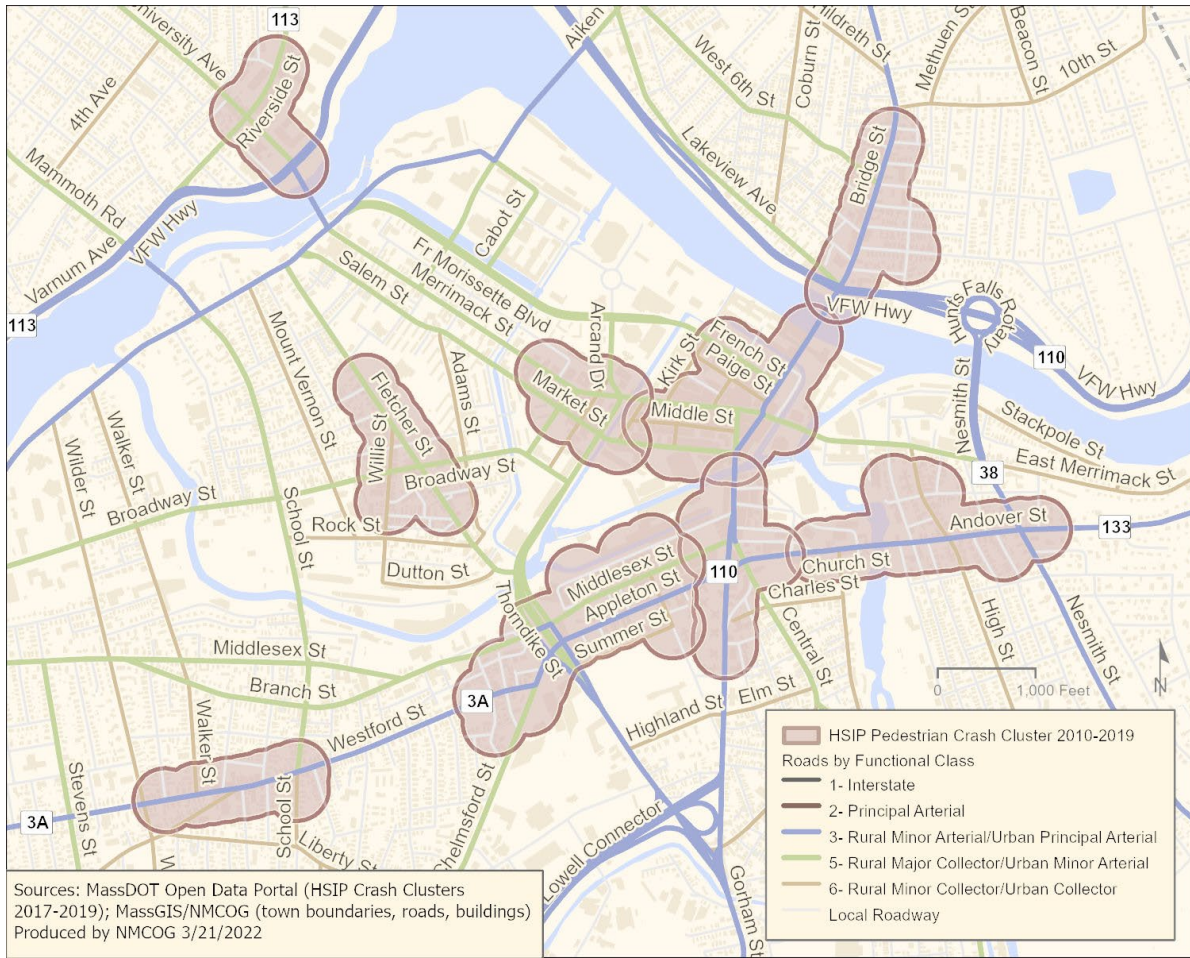 113
University Ave
Riverside St
4th Ave
Mammoth Rd
Varnum Ave
VFW Hwy
113
Aiken
West 6th St
Coburn St
Hildreth St
Methuen St
Beacon St
10th St
Lakeview Ave
Bridge St
Cabot St
Fr Morissette Blvd
Merrimack St
Salem St
Arcand Dr
Kirk St
French St
Paige St
VFW Hwy
Hunts Falls Rotary
110
VFW Hwy
Mount Vernon St
Fletcher St
Adams St
Market St
Middle St
Nesmith St
Stackpole St
East Merrimack St
38
Wilder St
Walker St
Willie St
Broadway St
Broadway St
School St
Rock St
Dutton St
Andover St
133
Middlesex St
Appleton St
110
Church St
Charles St
Thorndike St
Summer St
Central St
High St
Nesmith St
Middlesex St
Branch St
Highland St
Elm St
N
0
1,000 Feet
3A
Westford St
Walker St
Stevens St
3A
School St
Liberty St
W
Chelmsford St
Lowell Connector
Gorham St
HSIP Pedestrian Crash Cluster 2010-2019
Roads by Functional Class
1- Interstate
2- Principal Arterial
3- Rural Minor Arterial/Urban Principal Arterial
5- Rural Major Collector/Urban Minor Arterial
6- Rural Minor Collector/Urban Collector
Local Roadway
Sources: MassDOT Open Data Portal (HSIP Crash Clusters
2017-2019); MassGIS/NMCOG (town boundaries, roads, buildings)
Produced by NMCOG 3/21/2022